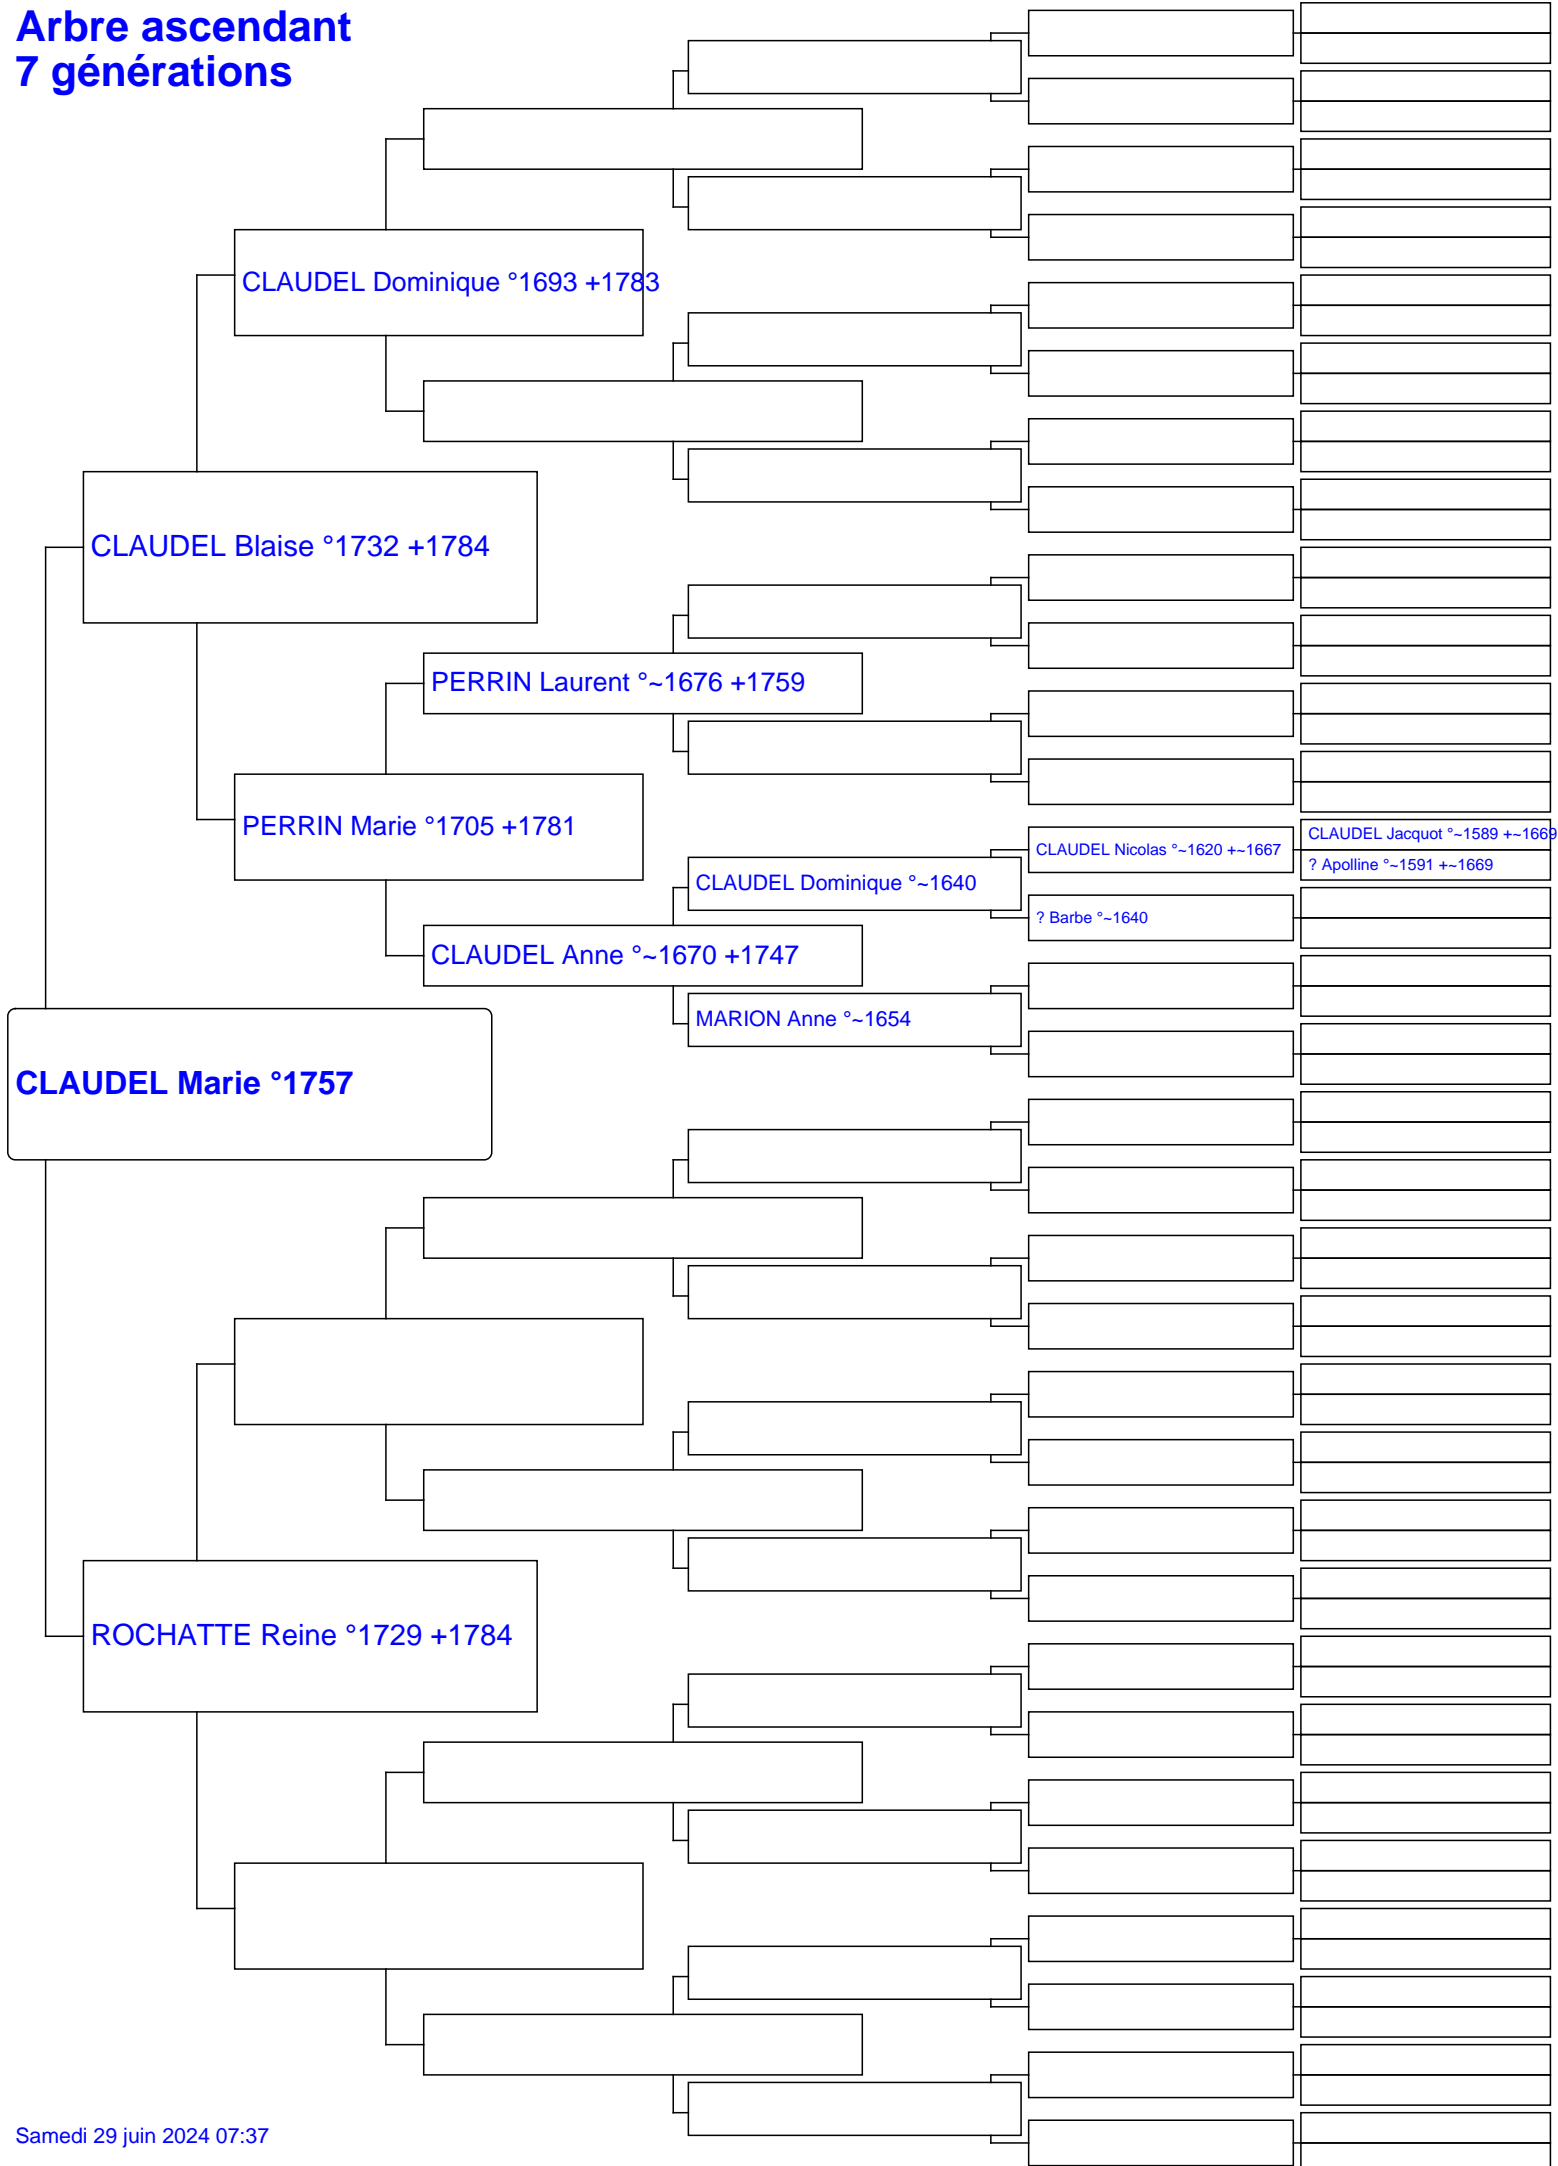 Arbre ascendant
7 générations
CLAUDEL Dominique °1693 +1783
CLAUDEL Blaise °1732 +1784
PERRIN Laurent °~1676 +1759
PERRIN Marie °1705 +1781
CLAUDEL Jacquot °~1589 +~1669
CLAUDEL Nicolas °~1620 +~1667
? Apolline °~1591 +~1669
CLAUDEL Dominique °~1640
? Barbe °~1640
CLAUDEL Anne °~1670 +1747
MARION Anne °~1654
CLAUDEL Marie °1757
ROCHATTE Reine °1729 +1784
Samedi 29 juin 2024 07:37